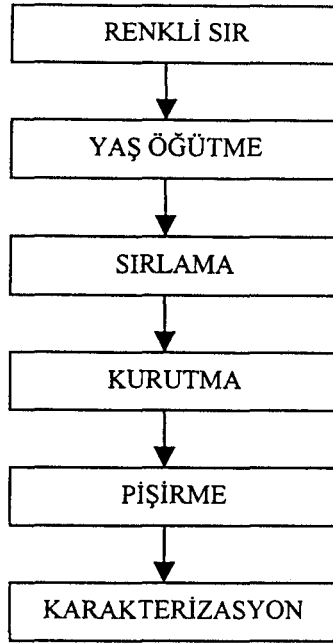 RENKLİ SIR
YAŞ ÖĞÜTME
SIRLAMA
KURUTMA
PİŞİRME
KARAKTERİZASYON